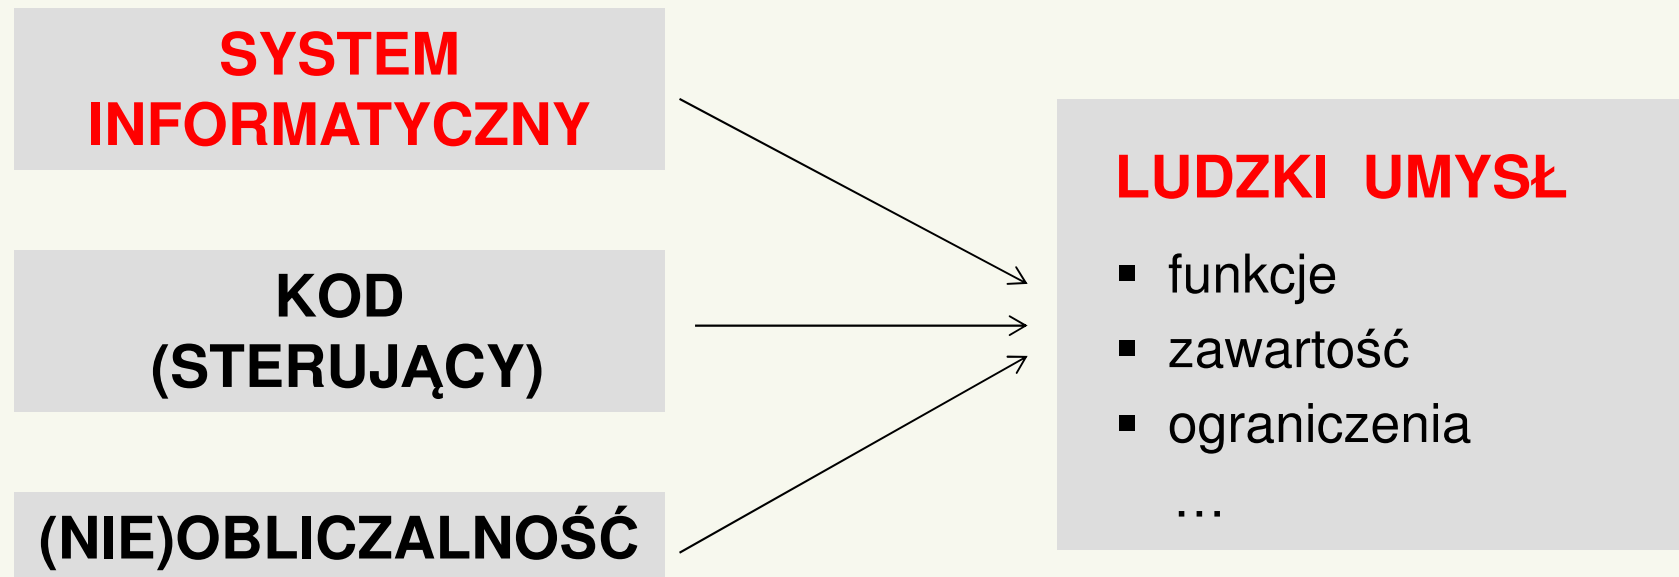 SYSTEM
INFORMATYCZNY
KOD
(STERUJĄCY)
(NIE)OBLICZALNOŚĆ
LUDZKI UMYSŁ
▪ funkcje
▪ zawartość
▪ ograniczenia
…